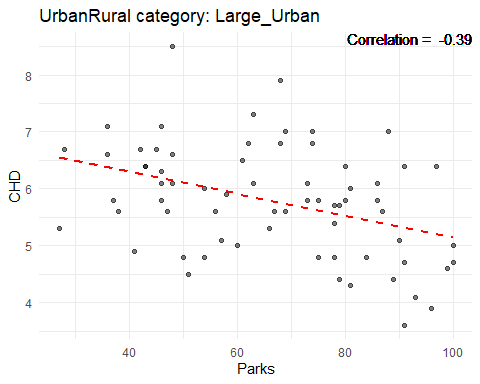 UrbanRural category: Large_Urban
Correlation = -0.39
8
7
6
5
4
CHD
40 60 80 100
Parks